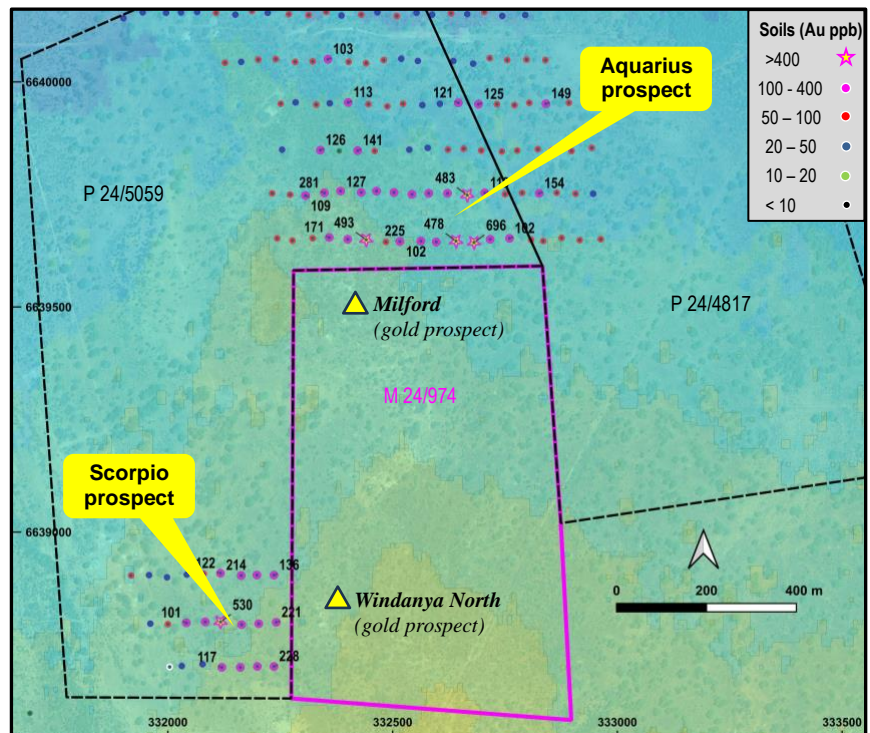 Soils (Au ppb)
>400
100 - 400
50 – 100
20 – 50
10 – 20
< 10
103
Aquarius
prospect
6640000
113
121
125
149
126
141
P 24/5059
281
127
483
154
109
171
493
225
478
696
182
102
6639500
Milford
(gold prospect)
P 24/4817
M 24/974
Scorpio
prospect
6639000
122
214
136
0
200
400 m
101
530
221
Windanya North
(gold prospect)
117
228
332000
332500
333000
333500